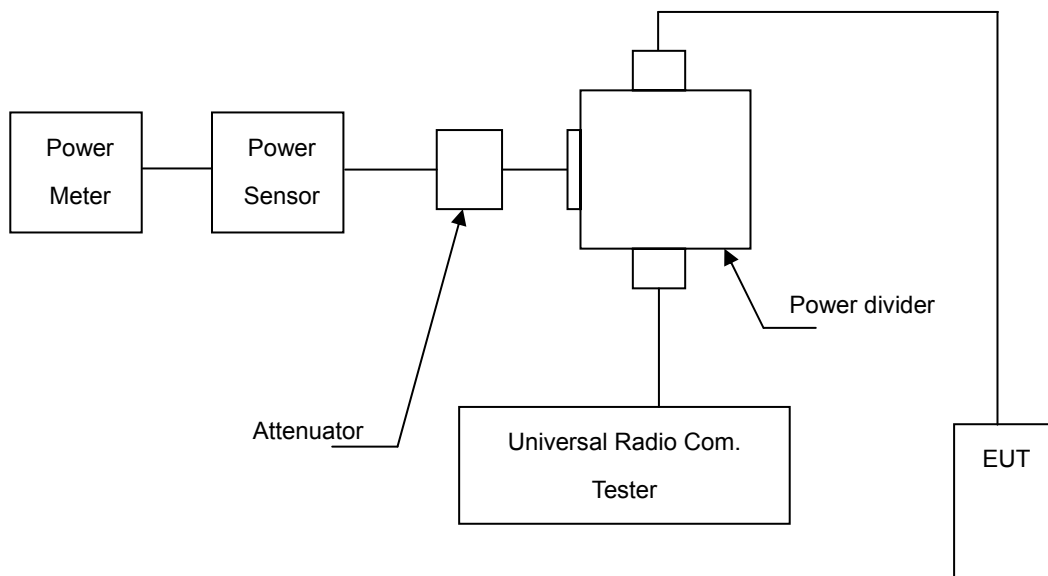 Power
Meter
Power
Sensor
Power divider
Attenuator
Universal Radio Com.
Tester
EUT